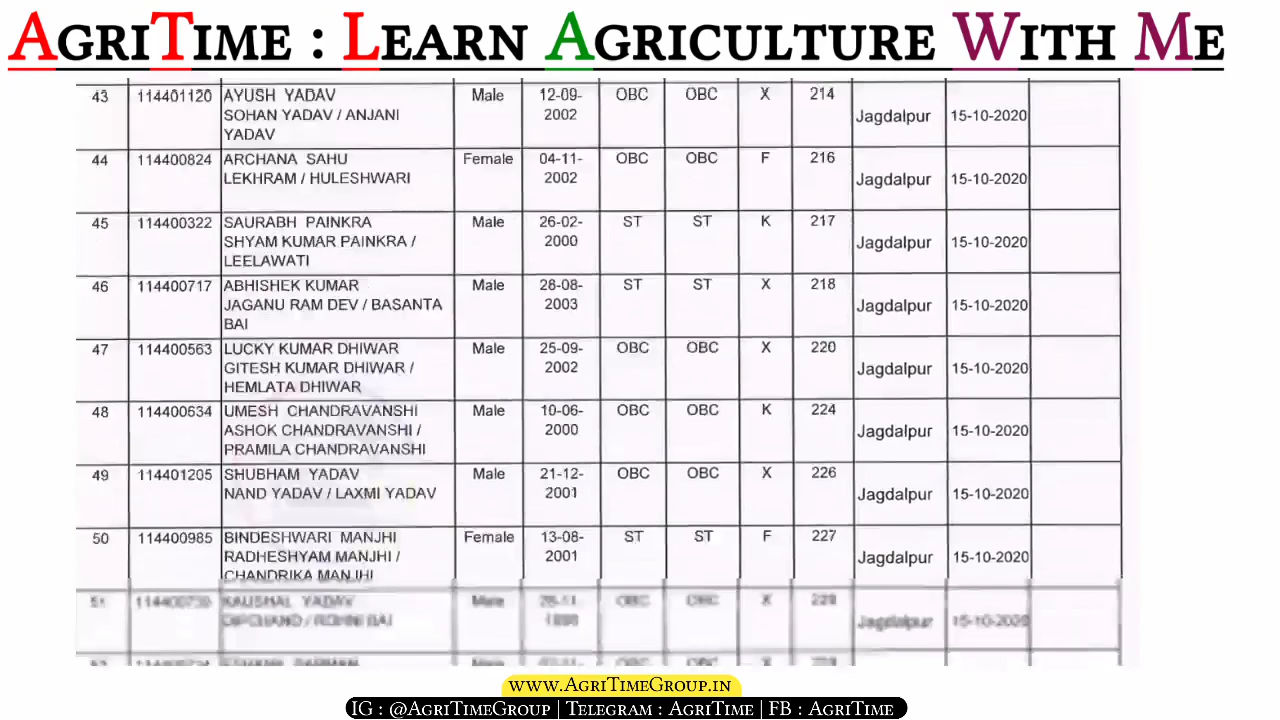 AGRITIME : LEARN AGRICULTURE WITH ME
43 114401120 AYUSH YADAV Male 12-09- OBC OBC X 214
SOHAN YADAV / ANJANI 2002 Jagdalpur 15-10-2020
YADAV
44 114400824 ARCHANA SAHU Female 04-11- OBC OBC F 216
LEKHRAM / HULESHWARI 2002 Jagdalpur 15-10-2020
45 114400322 SAURABH PAINKRA Male 26-02- ST ST K 217
SHYAM KUMAR PAINKRA / 2000 Jagdalpur 15-10-2020
LEELAWATI
46 114400717 ABHISHEK KUMAR Male 28-08- ST ST X 218
JAGANU RAM DEV / BASANTA 2003 Jagdalpur 15-10-2020
BAI
47 114400563 LUCKY KUMAR DHIWAR Male 25-09- OBC OBC X 220
GITESH KUMAR DHIWAR / 2002 Jagdalpur 15-10-2020
HEMLATA DHIWAR
48 114400634 UMESH CHANDRAVANSHI Male 10-06- OBC OBC K 224
ASHOK CHANDRAVANSHI / 2000 Jagdalpur 15-10-2020
PRAMILA CHANDRAVANSHI
49 114401205 SHUBHAM YADAV Male 21-12- OBC OBC X 226
NAND YADAV / LAXMI YADAV 2001 Jagdalpur 15-10-2020
50 114400985 BINDESHWARI MANJHI Female 13-08- ST ST F 227
RADHESHYAM MANJHI / 2001 Jagdalpur 15-10-2020
CHANDRIKA MANJHI
51 KAUSHAL YADAV Male OBC OBC X
Jagdalpur 15-10-2020
WWW.AGRITIMEGROUP.IN
IG : @AGRITIMEGROUP | TELEGRAM : AGRITIME | FB : AGRITIME